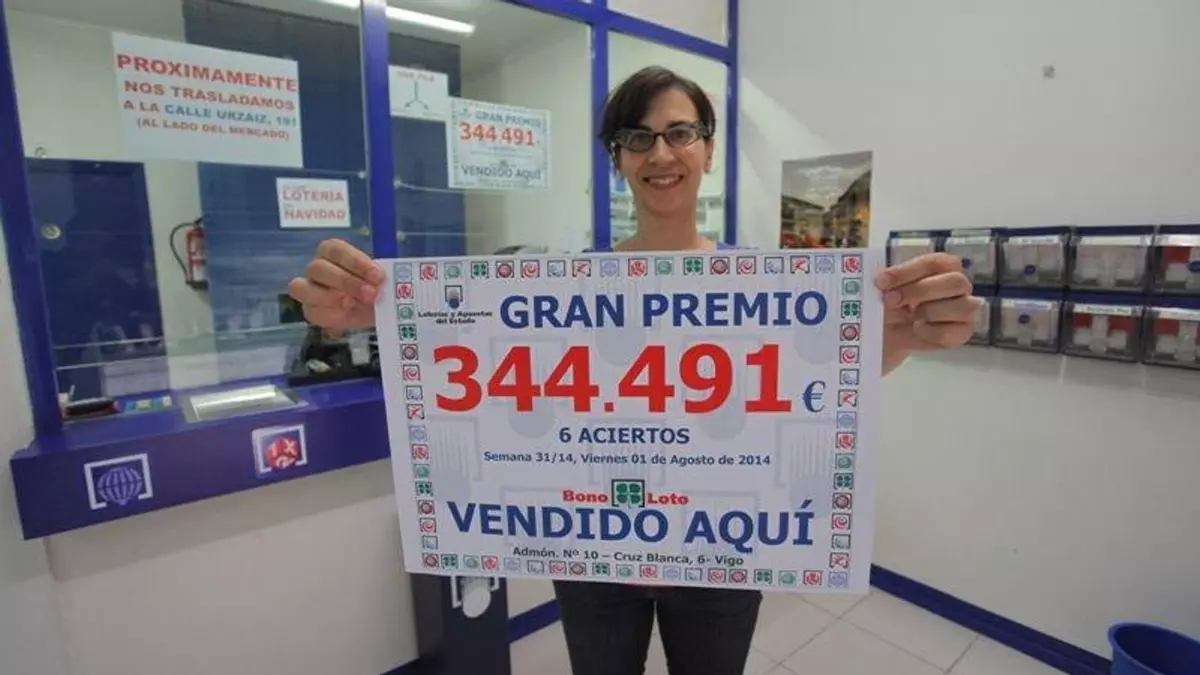 PROXIMAMENTE
NOS TRASLADAMOS
A LA CALLE URZAIZ, 191
(AL LADO DEL MERCADO)
LOTERIA
NAVIDAD
GRAN PREMIO
344.491 €
VENDIDO AQUÍ
Loterías y Apuestas
del Estado
GRAN PREMIO
344.491 €
6 ACIERTOS
Semana 31/14, Viernes 01 de Agosto de 2014
Bono Loto
VENDIDO AQUÍ
Admón. Nº 10 – Cruz Blanca, 6- Vigo
1X2